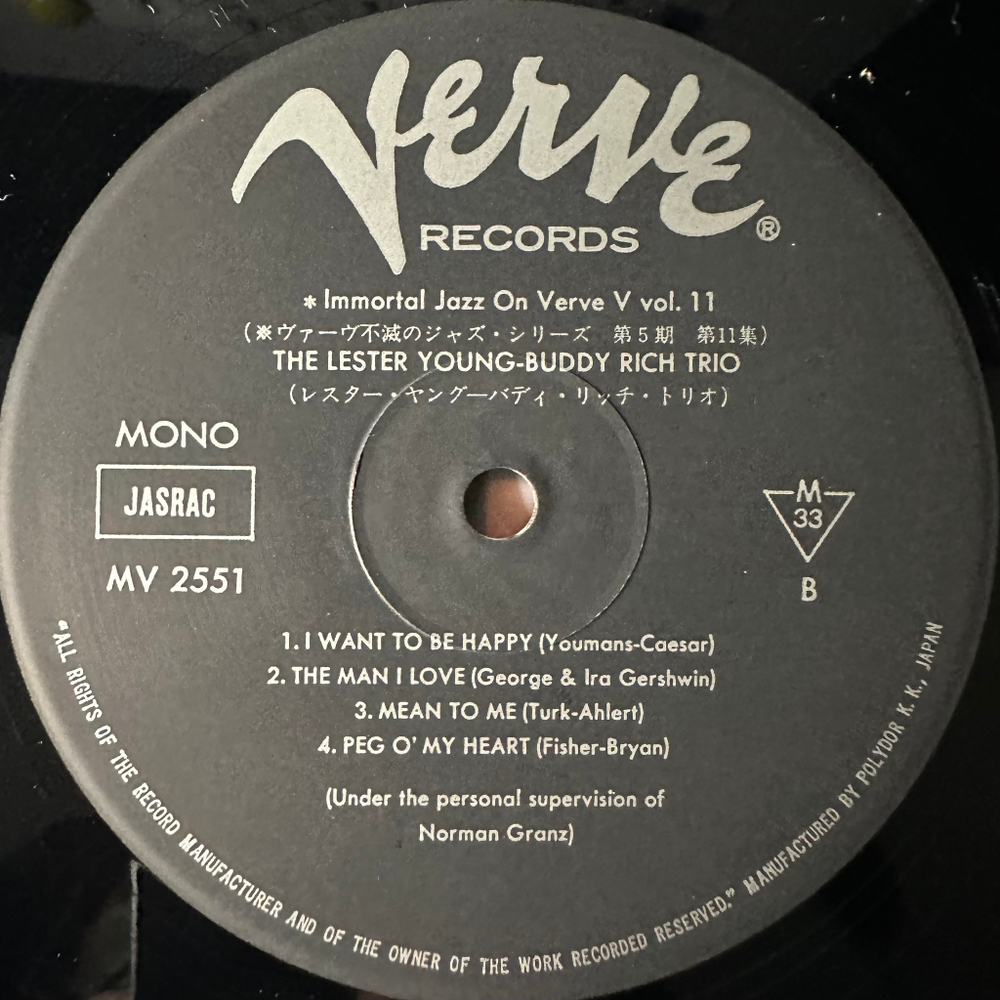 Verve ®
RECORDS
* Immortal Jazz On Verve V vol. 11
(※ヴァーヴ不滅のジャズ・シリーズ 第5期 第11集)
THE LESTER YOUNG-BUDDY RICH TRIO
(レスター・ヤング－バディ・リッチ・トリオ)
MONO
JASRAC
MV 2551
M
33
B
1. I WANT TO BE HAPPY (Youmans-Caesar)
2. THE MAN I LOVE (George & Ira Gershwin)
3. MEAN TO ME (Turk-Ahlert)
4. PEG O' MY HEART (Fisher-Bryan)
(Under the personal supervision of
Norman Granz)
"ALL RIGHTS OF THE RECORD MANUFACTURER AND OF THE OWNER OF THE WORK RECORDED RESERVED." MANUFACTURED BY POLYDOR K. K., JAPAN